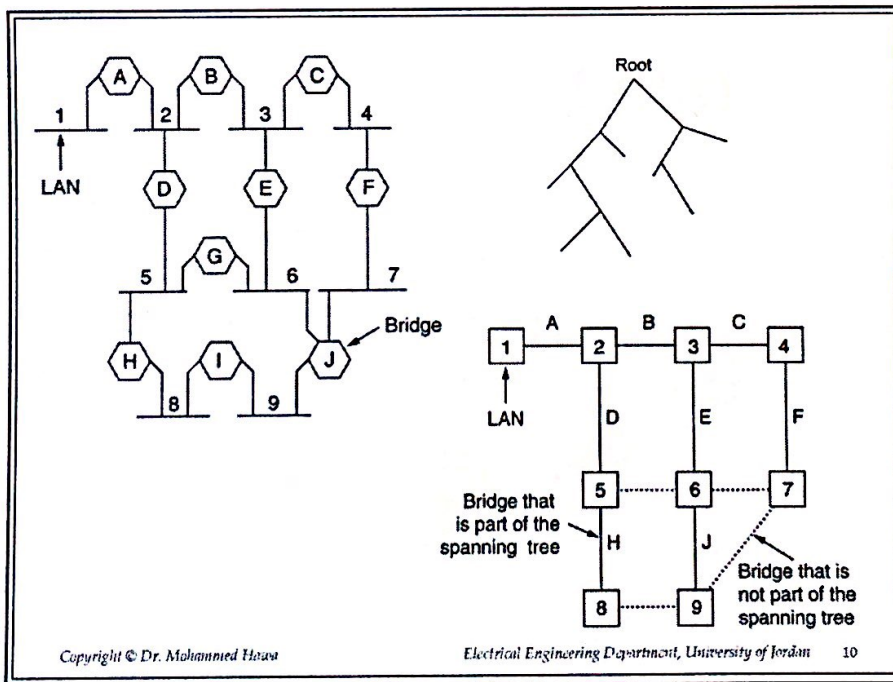 A B C
1 2 3 4
LAN
D E F
G
5 6 7
Bridge
H I J
8 9
Root
A B C
1 2 3 4
LAN
D E F
5 6 7
Bridge that
is part of the
spanning tree
H J
Bridge that is
not part of the
spanning tree
8 9
Copyright © Dr. Mohammed Hawa
Electrical Engineering Department, University of Jordan 10